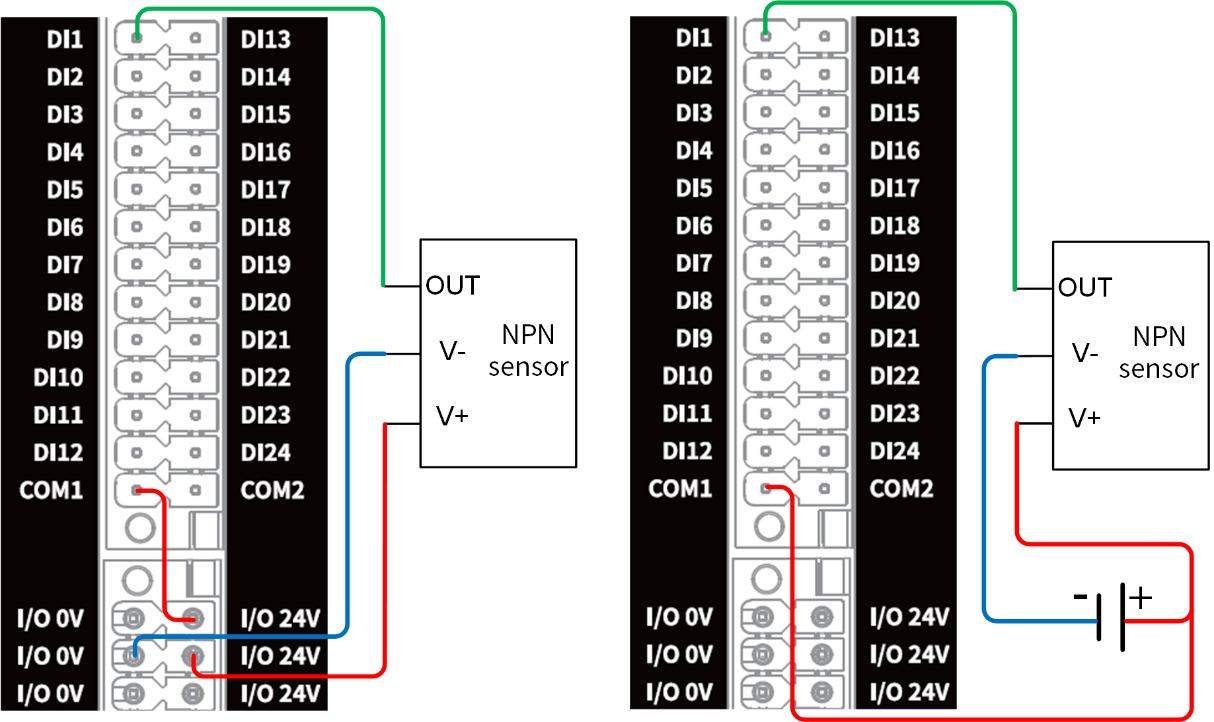 DI1 DI13
DI2 DI14
DI3 DI15
DI4 DI16
DI5 DI17
DI6 DI18
DI7 DI19
DI8 DI20
DI9 DI21
DI10 DI22
DI11 DI23
DI12 DI24
COM1 COM2
I/O 0V I/O 24V
I/O 0V I/O 24V
I/O 0V I/O 24V
OUT
V-
V+
NPN
sensor
DI1 DI13
DI2 DI14
DI3 DI15
DI4 DI16
DI5 DI17
DI6 DI18
DI7 DI19
DI8 DI20
DI9 DI21
DI10 DI22
DI11 DI23
DI12 DI24
COM1 COM2
I/O 0V I/O 24V
I/O 0V I/O 24V
I/O 0V I/O 24V
OUT
V-
V+
NPN
sensor
- +